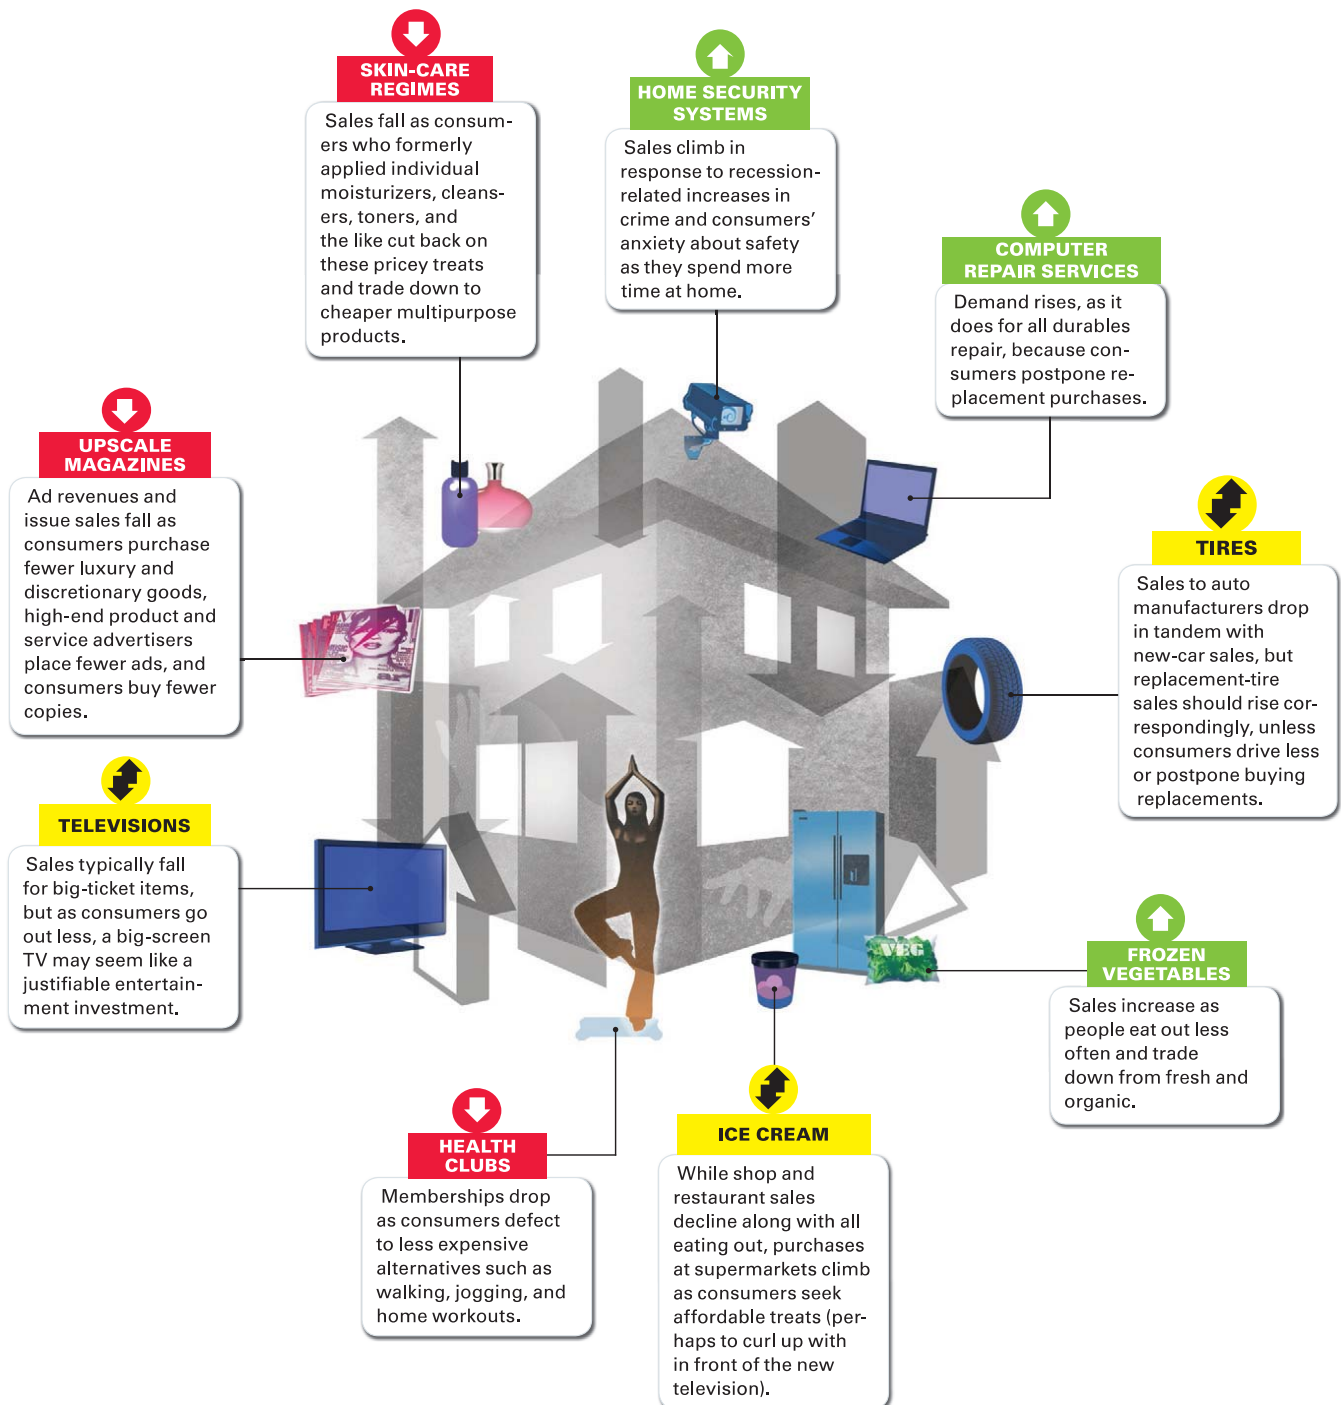 SKIN-CARE
REGIMES
Sales fall as consum-
ers who formerly
applied individual
moisturizers, cleans-
ers, toners, and
the like cut back on
these pricey treats
and trade down to
cheaper multipurpose
products.
HOME SECURITY
SYSTEMS
Sales climb in
response to recession-
related increases in
crime and consumers’
anxiety about safety
as they spend more
time at home.
COMPUTER
REPAIR SERVICES
Demand rises, as it
does for all durables
repair, because con-
sumers postpone re-
placement purchases.
UPSCALE
MAGAZINES
Ad revenues and
issue sales fall as
consumers purchase
fewer luxury and
discretionary goods,
high-end product and
service advertisers
place fewer ads, and
consumers buy fewer
copies.
TIRES
Sales to auto
manufacturers drop
in tandem with
new-car sales, but
replacement-tire
sales should rise cor-
respondingly, unless
consumers drive less
or postpone buying
replacements.
TELEVISIONS
Sales typically fall
for big-ticket items,
but as consumers go
out less, a big-screen
TV may seem like a
justifiable entertain-
ment investment.
VEG
FROZEN
VEGETABLES
Sales increase as
people eat out less
often and trade
down from fresh and
organic.
HEALTH
CLUBS
Memberships drop
as consumers defect
to less expensive
alternatives such as
walking, jogging, and
home workouts.
ICE CREAM
While shop and
restaurant sales
decline along with all
eating out, purchases
at supermarkets climb
as consumers seek
affordable treats (per-
haps to curl up with
in front of the new
television).